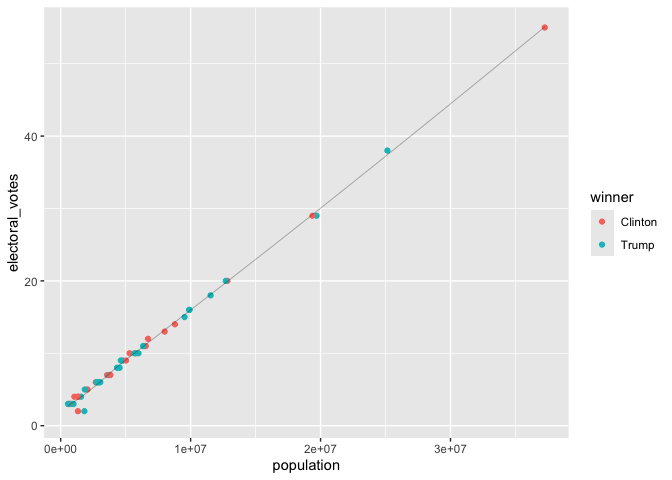 electoral_votes
40
20
0
0e+00 1e+07 2e+07 3e+07
population
winner
Clinton
Trump